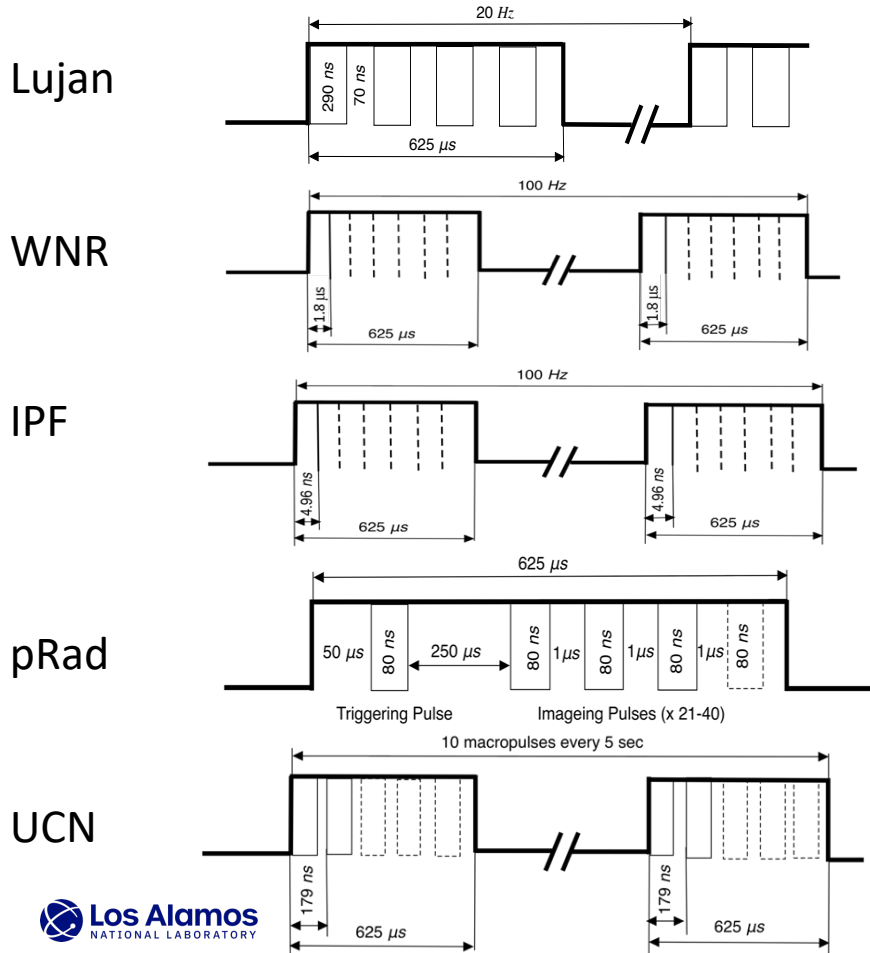 Lujan
20 Hz
290 ns
70 ns
625 µs
WNR
100 Hz
1.8 µs
625 µs
1.8 µs
625 µs
IPF
100 Hz
4.96 ns
625 µs
4.96 ns
625 µs
pRad
625 µs
50 µs
80 ns
250 µs
80 ns
1µs
80 ns
1µs
80 ns
1µs
80 ns
Triggering Pulse
Imageing Pulses (x 21-40)
UCN
10 macropulses every 5 sec
179 ns
625 µs
179 ns
625 µs
Los Alamos
NATIONAL LABORATORY